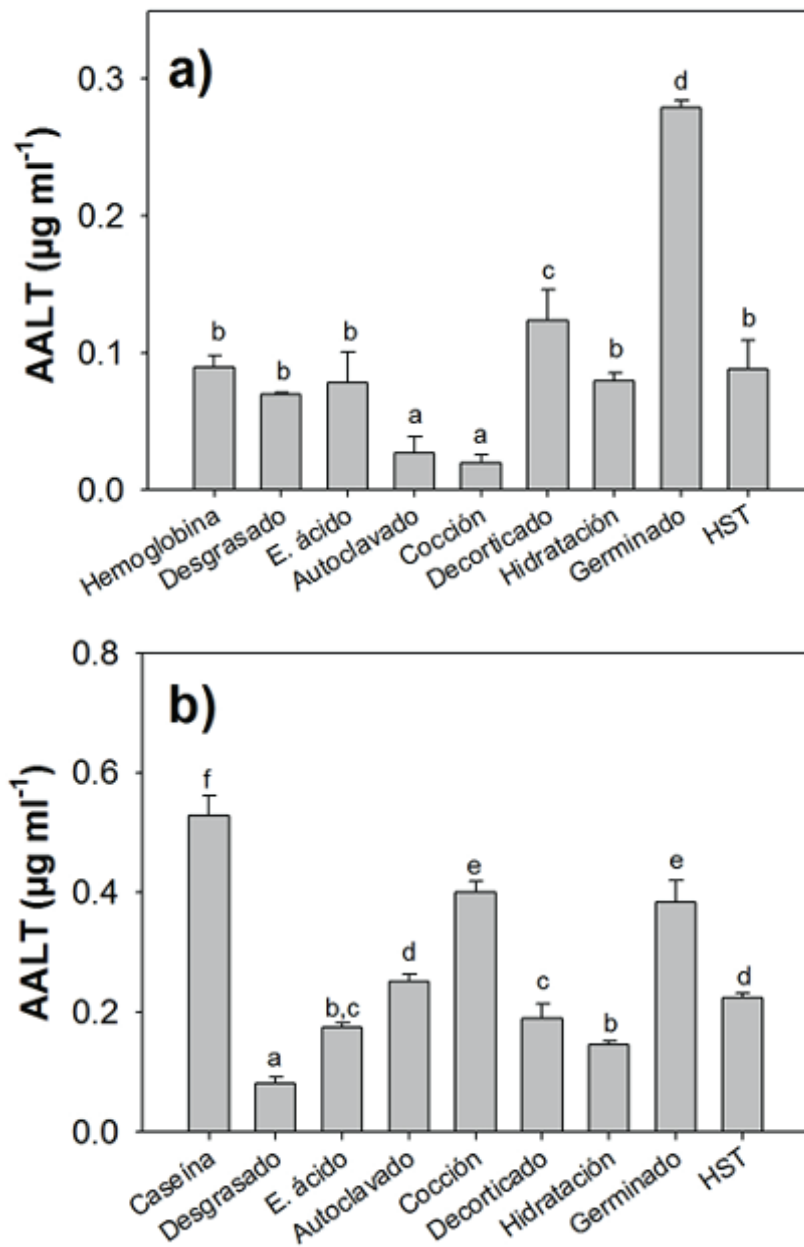 a)
AALT (µg ml⁻¹)
0.3
0.2
0.1
0.0
b
b
b
a
a
c
b
d
b
Hemoglobina
Desgrasado
E. ácido
Autoclavado
Cocción
Decorticado
Hidratación
Germinado
HST
b)
AALT (µg ml⁻¹)
0.8
0.6
0.4
0.2
0.0
f
a
b,c
d
e
c
b
e
d
Caseína
Desgrasado
E. ácido
Autoclavado
Cocción
Decorticado
Hidratación
Germinado
HST